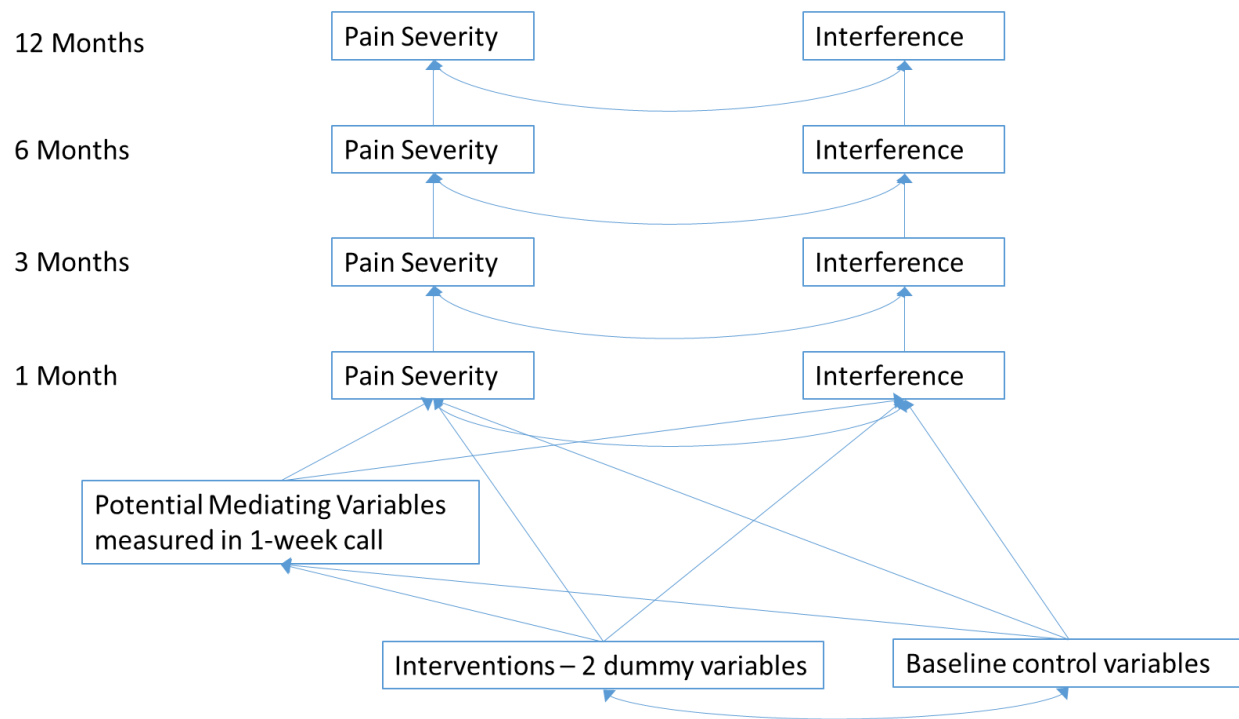 12 Months
Pain Severity
Interference
6 Months
Pain Severity
Interference
3 Months
Pain Severity
Interference
1 Month
Pain Severity
Interference
Potential Mediating Variables
measured in 1-week call
Interventions – 2 dummy variables
Baseline control variables